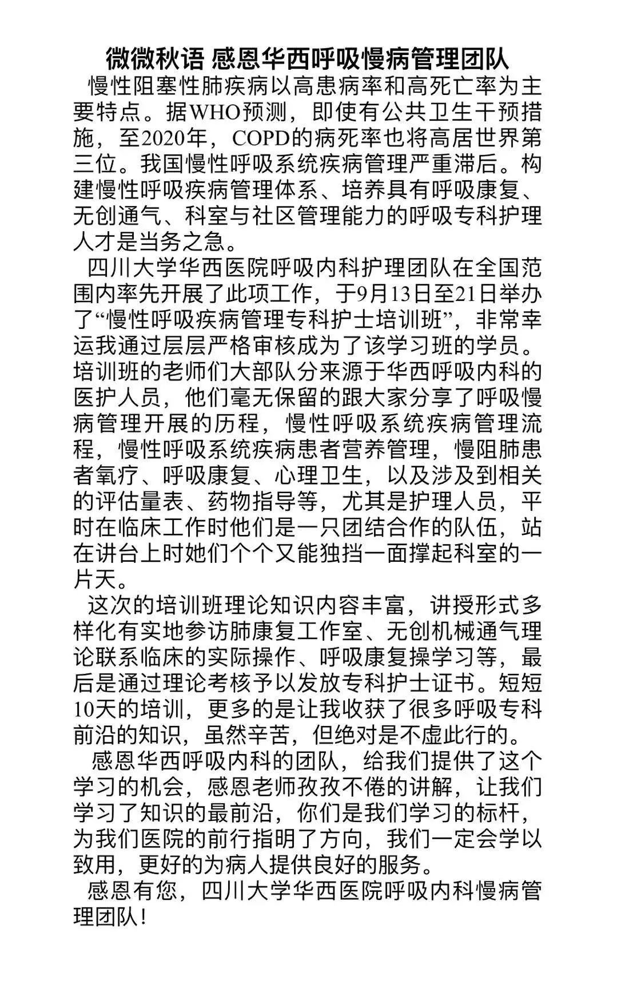 微微秋语 感恩华西呼吸慢病管理团队
慢性阻塞性肺疾病以高患病率和高死亡率为主
要特点。据WHO预测，即使有公共卫生干预措
施，至2020年，COPD的病死率也将高居世界第
三位。我国慢性呼吸系统疾病管理严重滞后。构
建慢性呼吸疾病管理体系、培养具有呼吸康复、
无创通气、科室与社区管理能力的呼吸专科护理
人才是当务之急。
四川大学华西医院呼吸内科护理团队在全国范
围内率先开展了此项工作，于9月13日至21日举办
了“慢性呼吸疾病管理专科护士培训班”，非常幸
运我通过层层严格审核成为了该学习班的学员。
培训班的老师们大部队分来源于华西呼吸内科的
医护人员，他们毫无保留的跟大家分享了呼吸慢
病管理开展的历程，慢性呼吸系统疾病管理流
程，慢性呼吸系统疾病患者营养管理，慢阻肺患
者氧疗、呼吸康复、心理卫生，以及涉及到相关
的评估量表、药物指导等，尤其是护理人员，平
时在临床工作时他们是一只团结合作的队伍，站
在讲台上时她们个个又能独挡一面撑起科室的一
片天。
这次的培训班理论知识内容丰富，讲授形式多
样化有实地参访肺康复工作室、无创机械通气理
论联系临床的实际操作、呼吸康复操学习等，最
后是通过理论考核予以发放专科护士证书。短短
10天的培训，更多的是让我收获了很多呼吸专科
前沿的知识，虽然辛苦，但绝对是不虚此行的。
感恩华西呼吸内科的团队，给我们提供了这个
学习的机会，感恩老师孜孜不倦的讲解，让我们
学习了知识的最前沿，你们是我们学习的标杆，
为我们医院的前行指明了方向，我们一定会学以
致用，更好的为病人提供良好的服务。
感恩有您，四川大学华西医院呼吸内科慢病管
理团队！